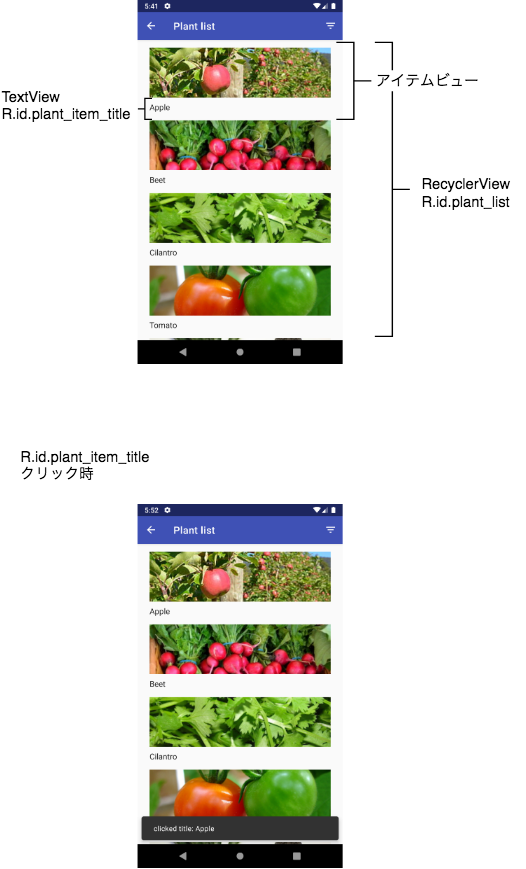 5:41
Plant list
アイテムビュー
TextView
R.id.plant_item_title
Apple
Beet
RecyclerView
R.id.plant_list
Cilantro
Tomato
R.id.plant_item_title
クリック時
5:52
Plant list
Apple
Beet
Cilantro
clicked title: Apple